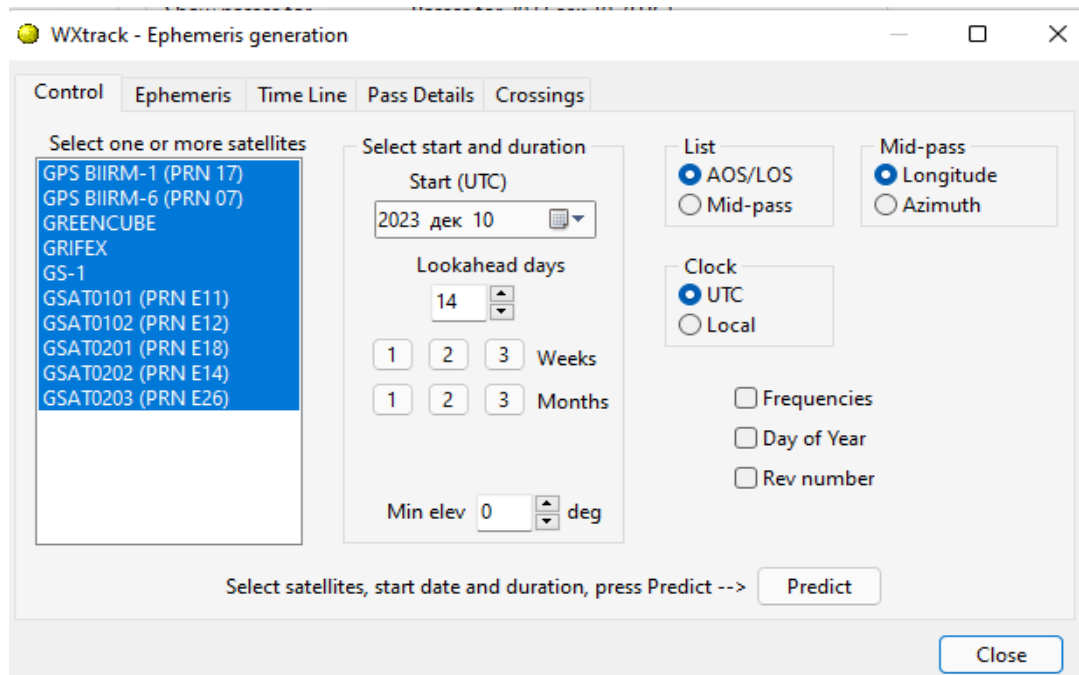 WXtrack - Ephemeris generation
Control Ephemeris Time Line Pass Details Crossings
Select one or more satellites
GPS BIIRM-1 (PRN 17)
GPS BIIRM-6 (PRN 07)
GREENCUBE
GRIFEX
GS-1
GSAT0101 (PRN E11)
GSAT0102 (PRN E12)
GSAT0201 (PRN E18)
GSAT0202 (PRN E14)
GSAT0203 (PRN E26)
Select start and duration
Start (UTC)
2023 дек 10
Lookahead days
14
1 2 3 Weeks
1 2 3 Months
Min elev 0 deg
List
AOS/LOS
Mid-pass
Mid-pass
Longitude
Azimuth
Clock
UTC
Local
Frequencies
Day of Year
Rev number
Select satellites, start date and duration, press Predict --> Predict
Close